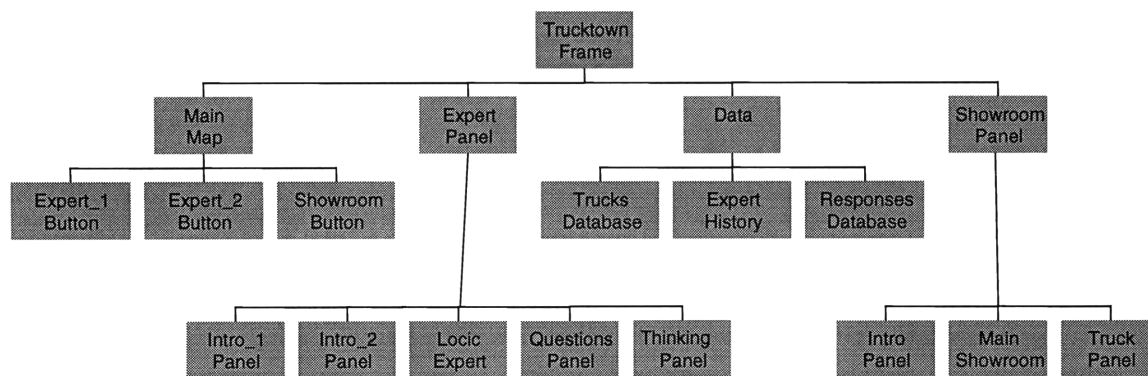 Trucktown
Frame
Main
Map
Expert
Panel
Data
Showroom
Panel
Expert_1
Button
Expert_2
Button
Showroom
Button
Trucks
Database
Expert
History
Responses
Database
Intro_1
Panel
Intro_2
Panel
Locic
Expert
Questions
Panel
Thinking
Panel
Intro
Panel
Main
Showroom
Truck
Panel